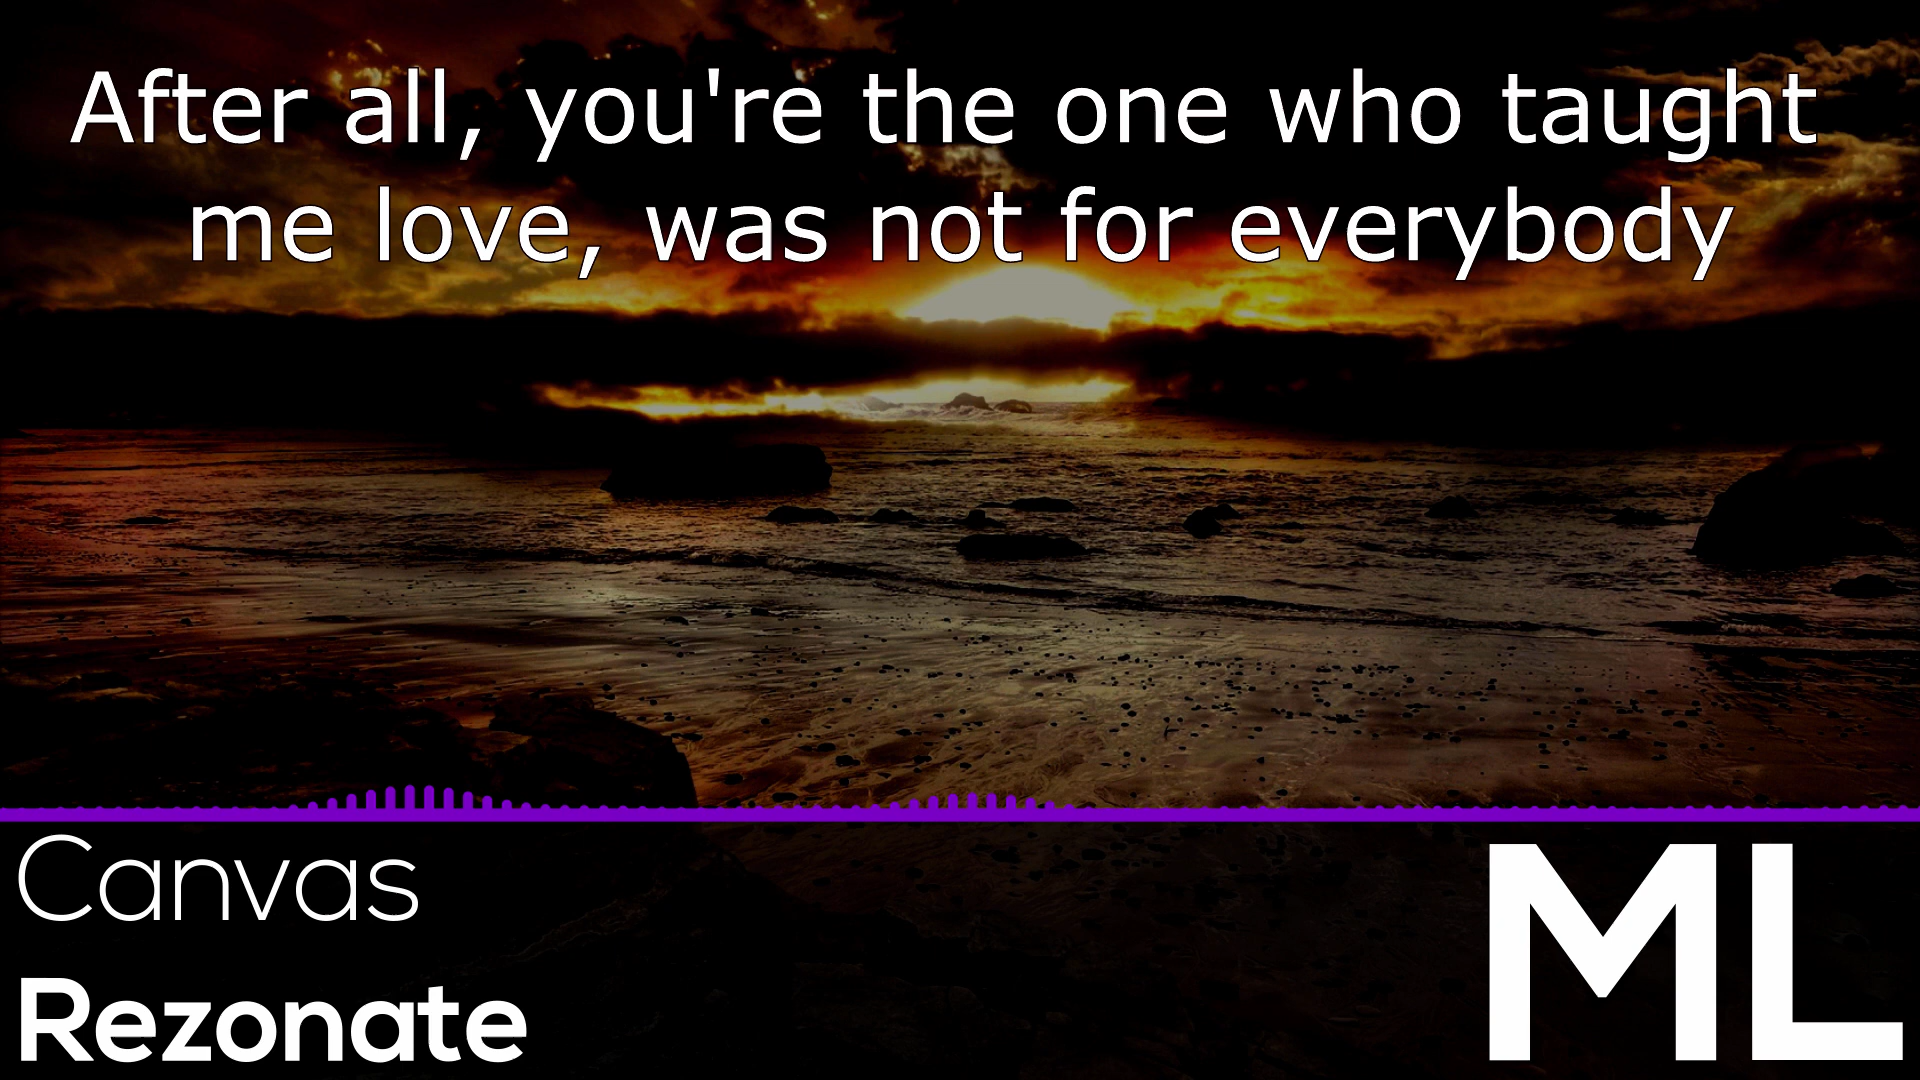 After all, you're the one who taught
me love, was not for everybody
Canvas
Rezonate
ML